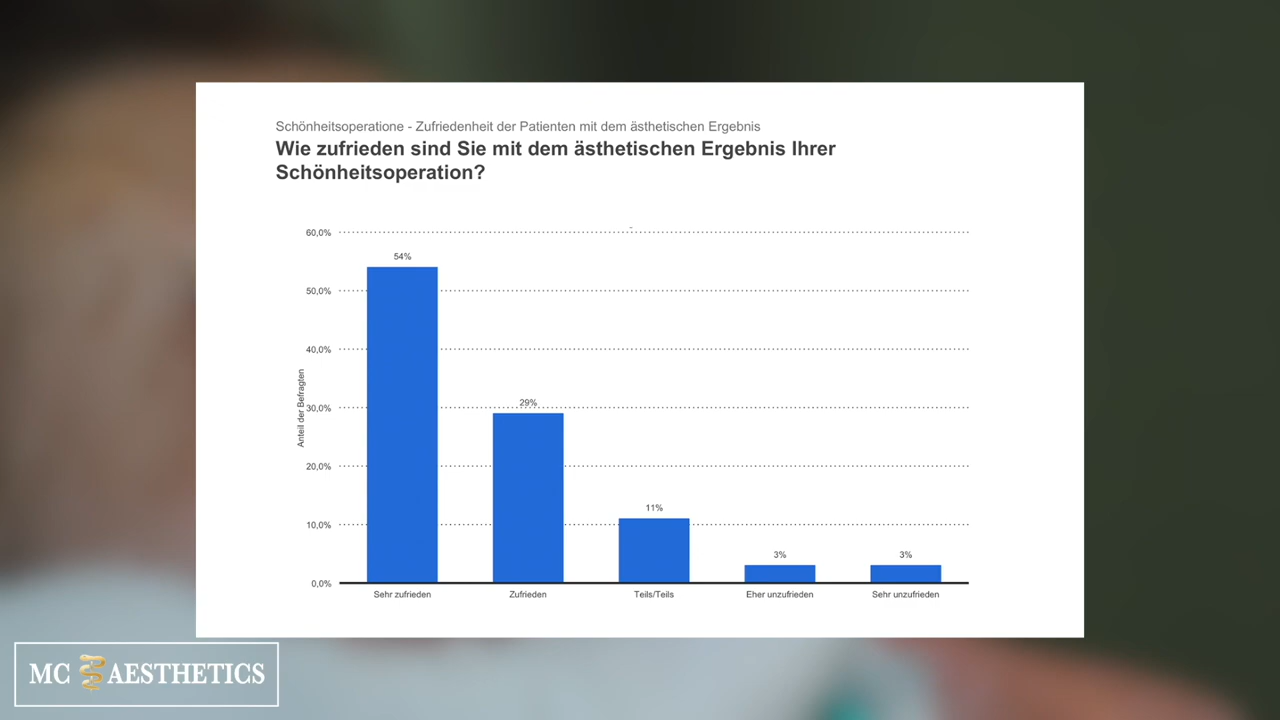 Schönheitsoperatione - Zufriedenheit der Patienten mit dem ästhetischen Ergebnis
Wie zufrieden sind Sie mit dem ästhetischen Ergebnis Ihrer
Schönheitsoperation?
60,0%
50,0%
40,0%
30,0%
20,0%
10,0%
0,0%
Anteil der Befragten
54%
29%
11%
3%
3%
Sehr zufrieden
Zufrieden
Teils/Teils
Eher unzufrieden
Sehr unzufrieden
MC AESTHETICS